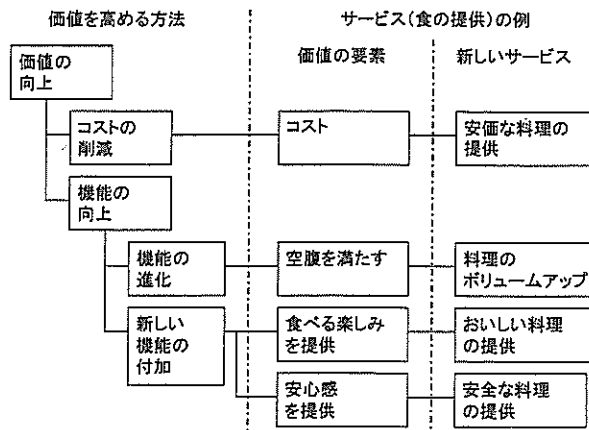 価値を高める方法
サービス(食の提供)の例
価値の要素
新しいサービス
価値の
向上
コストの
削減
コスト
安価な料理の
提供
機能の
向上
機能の
進化
空腹を満たす
料理の
ボリュームアップ
新しい
機能の
付加
食べる楽しみ
を提供
おいしい料理
の提供
安心感
を提供
安全な料理
の提供